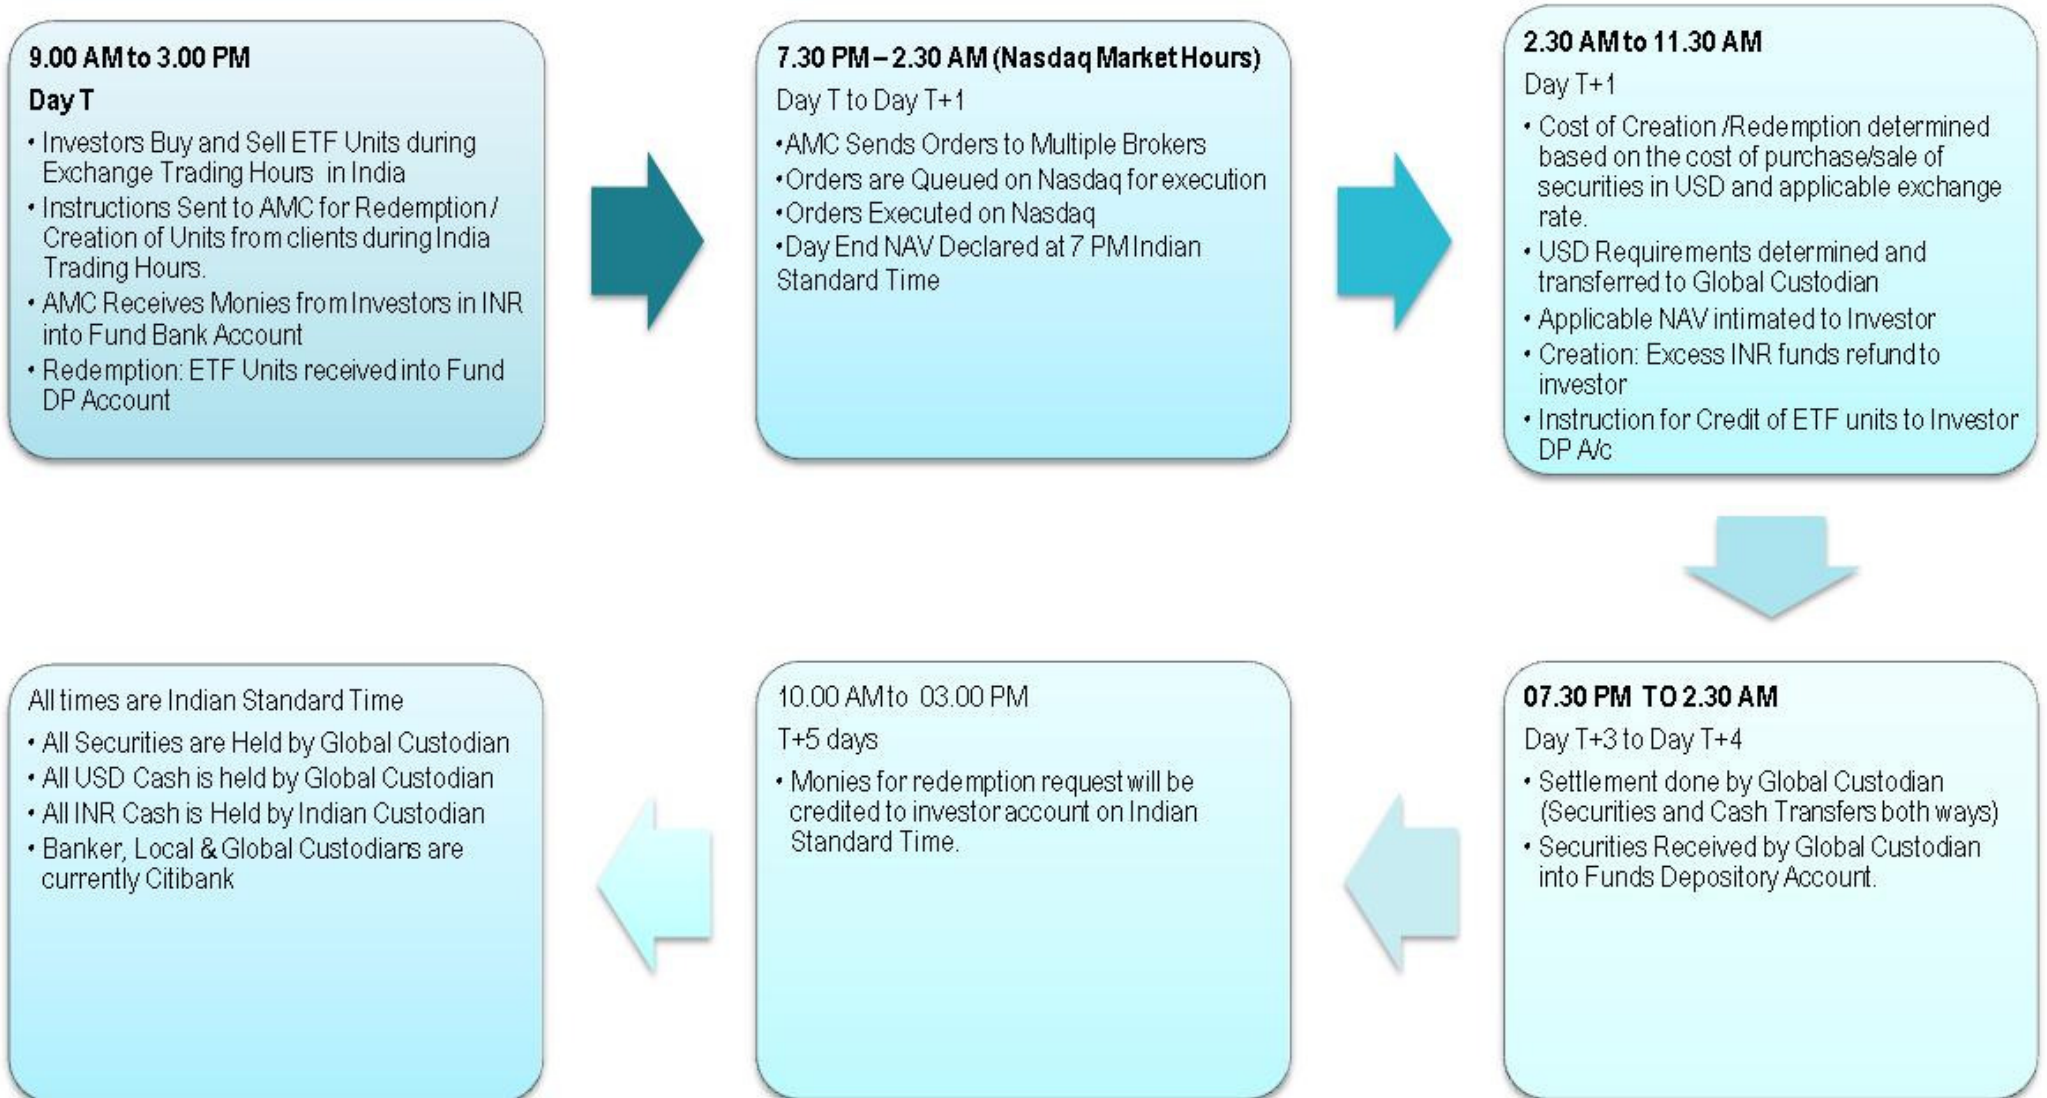 9.00 AM to 3.00 PM
Day T
• Investors Buy and Sell ETF Units during
Exchange Trading Hours in India
• Instructions Sent to AMC for Redemption /
Creation of Units from clients during India
Trading Hours.
• AMC Receives Monies from Investors in INR
into Fund Bank Account
• Redemption: ETF Units received into Fund
DP Account
7.30 PM – 2.30 AM (Nasdaq Market Hours)
Day T to Day T+1
•AMC Sends Orders to Multiple Brokers
•Orders are Queued on Nasdaq for execution
•Orders Executed on Nasdaq
•Day End NAV Declared at 7 PM Indian
Standard Time
2.30 AM to 11.30 AM
Day T+1
• Cost of Creation /Redemption determined
based on the cost of purchase/sale of
securities in USD and applicable exchange
rate.
• USD Requirements determined and
transferred to Global Custodian
• Applicable NAV intimated to Investor
• Creation: Excess INR funds refund to
investor
• Instruction for Credit of ETF units to Investor
DP A/c
07.30 PM TO 2.30 AM
Day T+3 to Day T+4
• Settlement done by Global Custodian
(Securities and Cash Transfers both ways)
• Securities Received by Global Custodian
into Funds Depository Account.
10.00 AM to 03.00 PM
T+5 days
• Monies for redemption request will be
credited to investor account on Indian
Standard Time.
All times are Indian Standard Time
• All Securities are Held by Global Custodian
• All USD Cash is held by Global Custodian
• All INR Cash is Held by Indian Custodian
• Banker, Local & Global Custodians are
currently Citibank